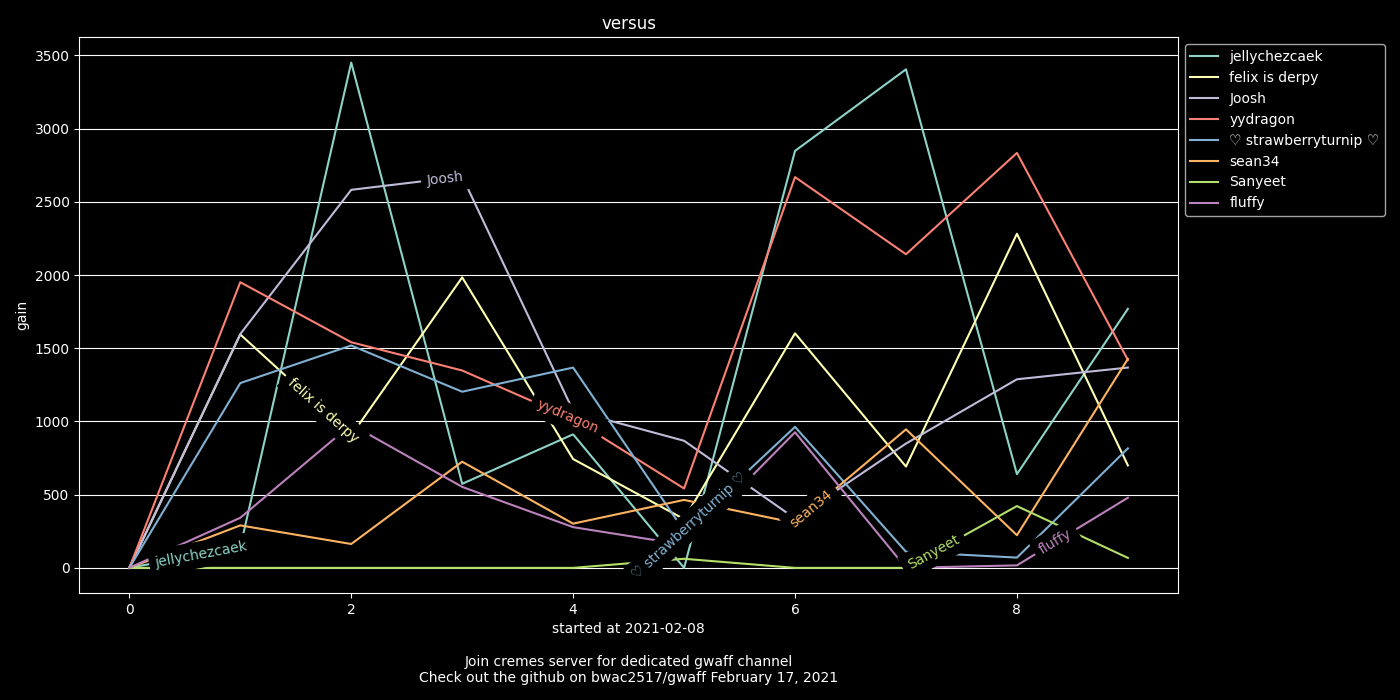 versus
3500
3000
2500
2000
1500
1000
500
0
gain
0
2
4
6
8
started at 2021-02-08
Join cremes server for dedicated gwaff channel
Check out the github on bwac2517/gwaff February 17, 2021
jellychezcaek
felix is derpy
Joosh
yydragon
♡ strawberryturnip ♡
sean34
Sanyeet
fluffy
jellychezcaek
felix is derpy
Joosh
yydragon
♡ strawberryturnip ♡
sean34
Sanyeet
fluffy